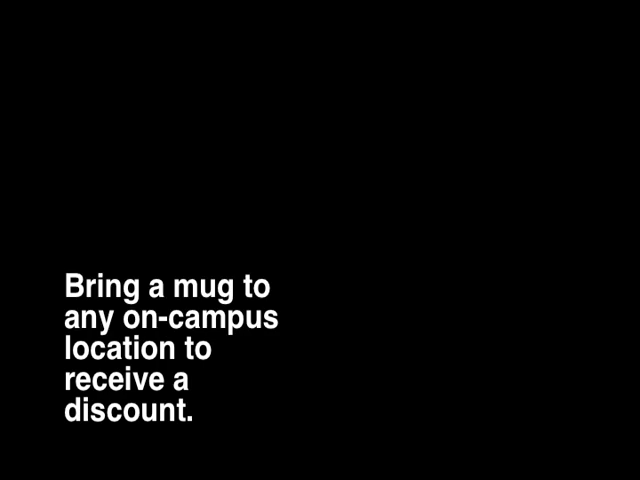 Bring a mug to
any on-campus
location to
receive a
discount.